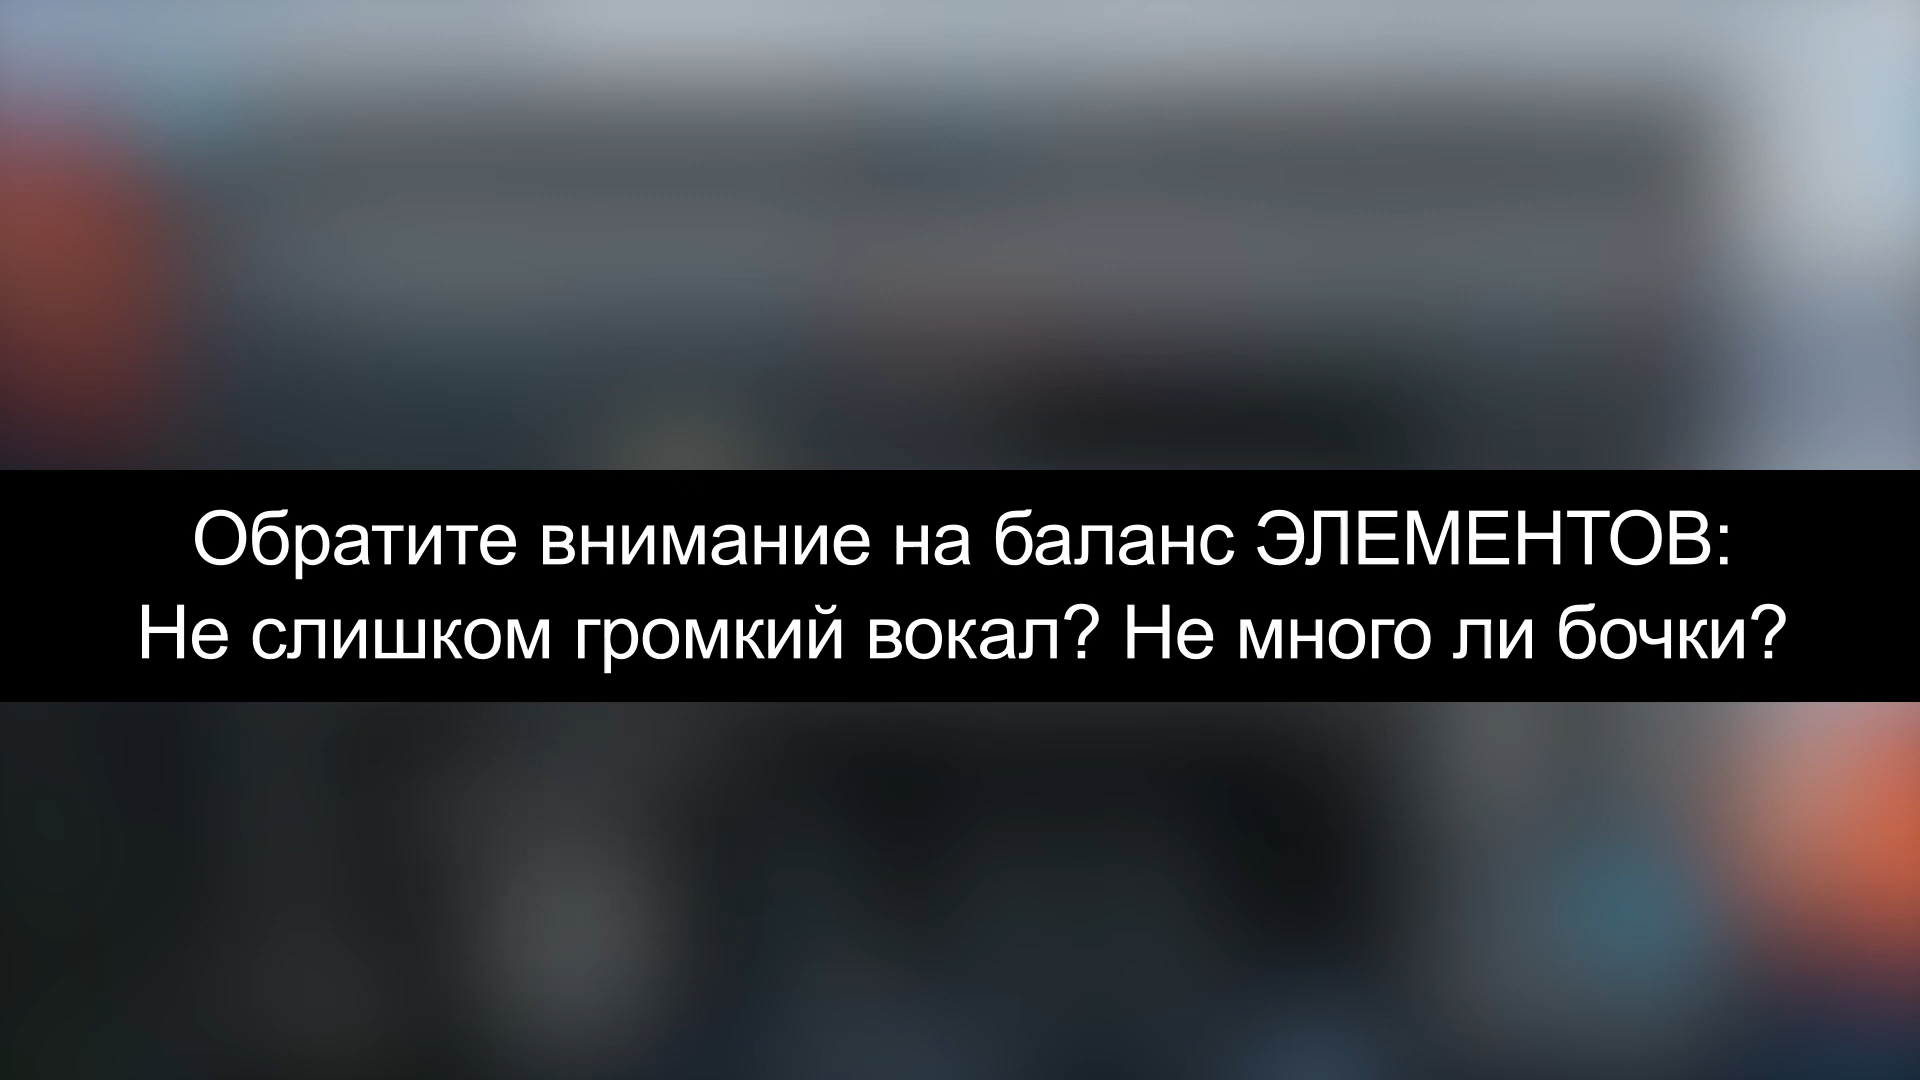 Обратите внимание на баланс ЭЛЕМЕНТОВ:
Не слишком громкий вокал? Не много ли бочки?